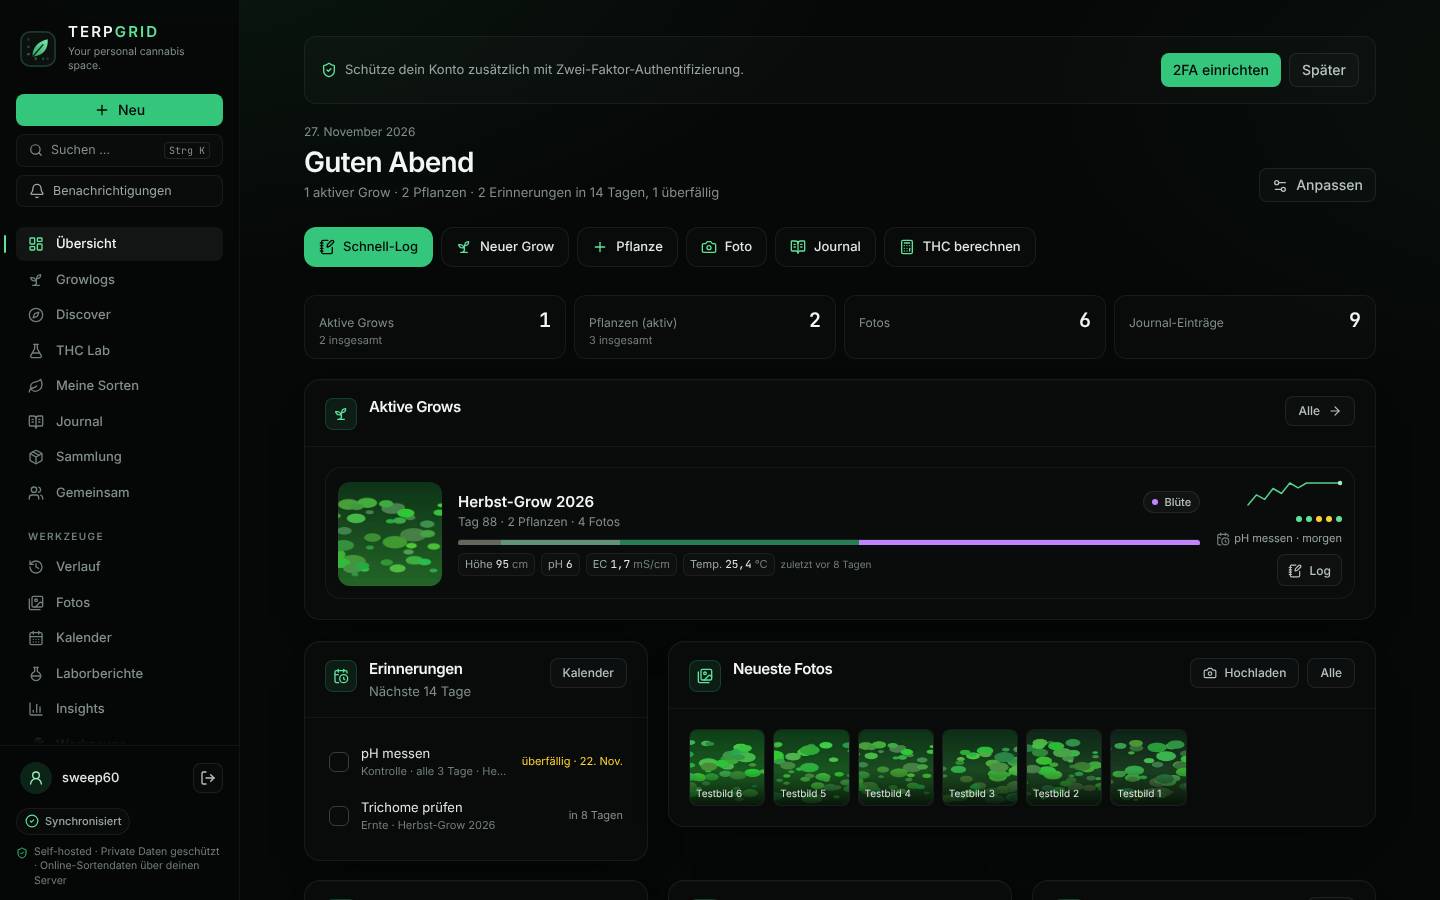 TERPGRID
Your personal cannabis
space.
Neu
Suchen ...
Strg K
Benachrichtigungen
Übersicht
Growlogs
Discover
THC Lab
Meine Sorten
Journal
Sammlung
Gemeinsam
WERKZEUGE
Verlauf
Fotos
Kalender
Laborberichte
Insights
sweep60
Synchronisiert
Self-hosted · Private Daten geschützt
· Online-Sortendaten über deinen
Server
Schütze dein Konto zusätzlich mit Zwei-Faktor-Authentifizierung.
2FA einrichten
Später
27. November 2026
Guten Abend
1 aktiver Grow · 2 Pflanzen · 2 Erinnerungen in 14 Tagen, 1 überfällig
Anpassen
Schnell-Log
Neuer Grow
Pflanze
Foto
Journal
THC berechnen
Aktive Grows
1
2 insgesamt
Pflanzen (aktiv)
2
3 insgesamt
Fotos
6
Journal-Einträge
9
Aktive Grows
Alle
Herbst-Grow 2026
Blüte
Tag 88 · 2 Pflanzen · 4 Fotos
Höhe 95 cm
pH 6
EC 1,7 mS/cm
Temp. 25,4 °C
zuletzt vor 8 Tagen
pH messen · morgen
Log
Erinnerungen
Nächste 14 Tage
Kalender
pH messen
Kontrolle · alle 3 Tage · He...
überfällig · 22. Nov.
Trichome prüfen
Ernte · Herbst-Grow 2026
in 8 Tagen
Neueste Fotos
Hochladen
Alle
Testbild 6
Testbild 5
Testbild 4
Testbild 3
Testbild 2
Testbild 1